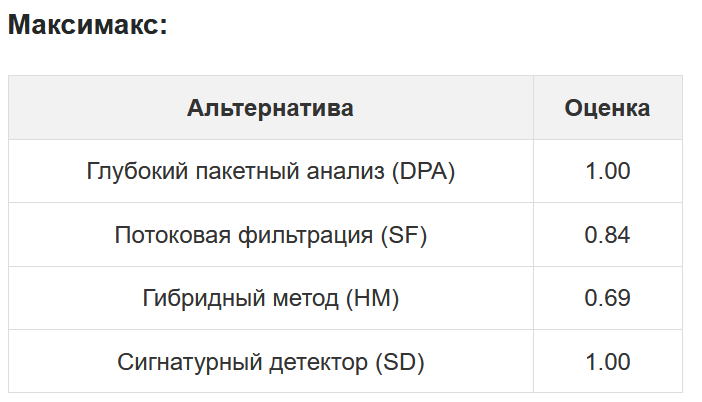 Максимакс:
Альтернатива Оценка
Глубокий пакетный анализ (DPA) 1.00
Потоковая фильтрация (SF) 0.84
Гибридный метод (HM) 0.69
Сигнатурный детектор (SD) 1.00